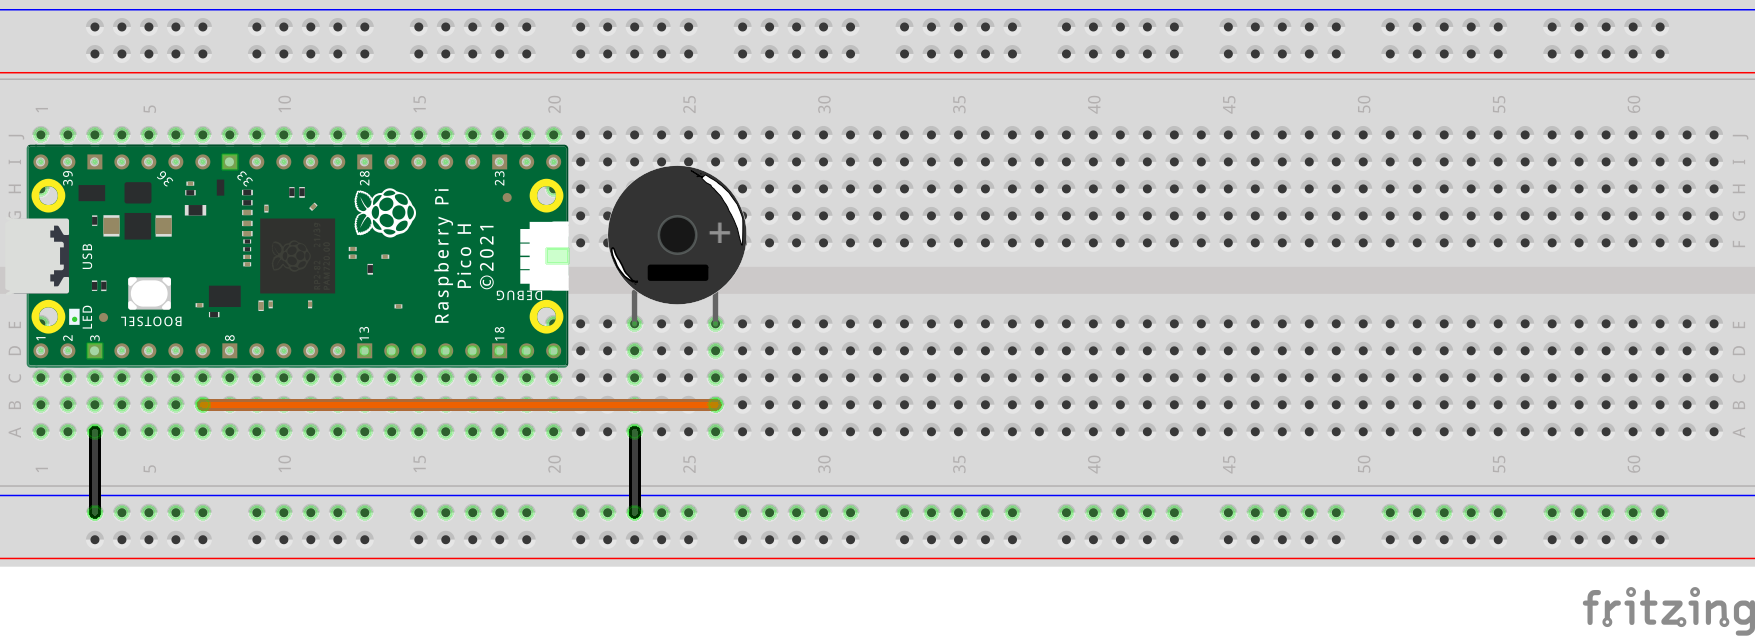 1 5 10 15 20 25 30 35 40 45 50 55 60
J J
I I
H H
G G
F F
39 36 33 28 23
USB
Raspberry Pi
Pico H
©2021
DEBUG
BOOTSEL
LED
+
1 2 3 8 13 18
E E
D D
C C
B B
A A
1 5 10 15 20 25 30 35 40 45 50 55 60
fritzing